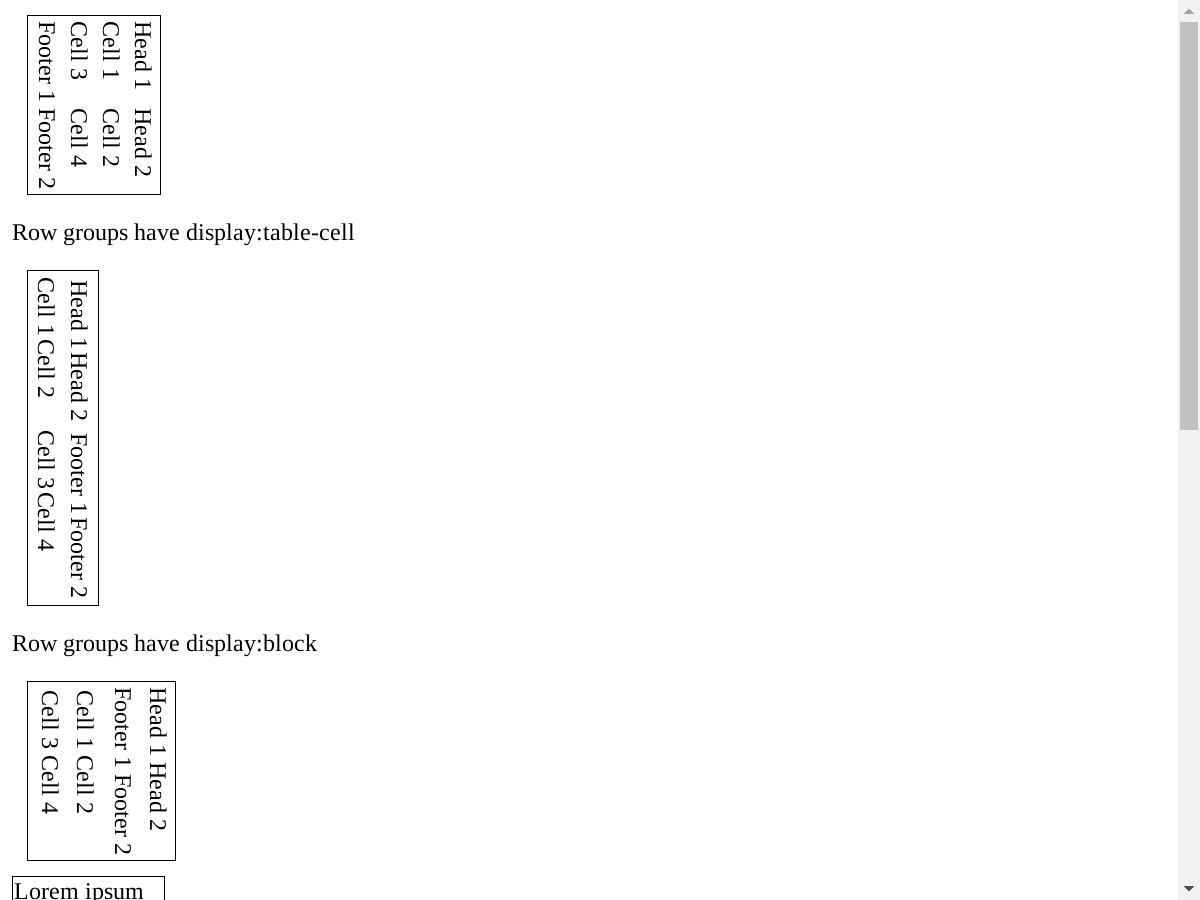 Head 1 Head 2
Cell 1 Cell 2
Cell 3 Cell 4
Footer 1 Footer 2
Row groups have display:table-cell
Head 1 Head 2 Footer 1 Footer 2
Cell 1 Cell 2 Cell 3 Cell 4
Row groups have display:block
Head 1 Head 2
Footer 1 Footer 2
Cell 1 Cell 2
Cell 3 Cell 4
Lorem ipsum